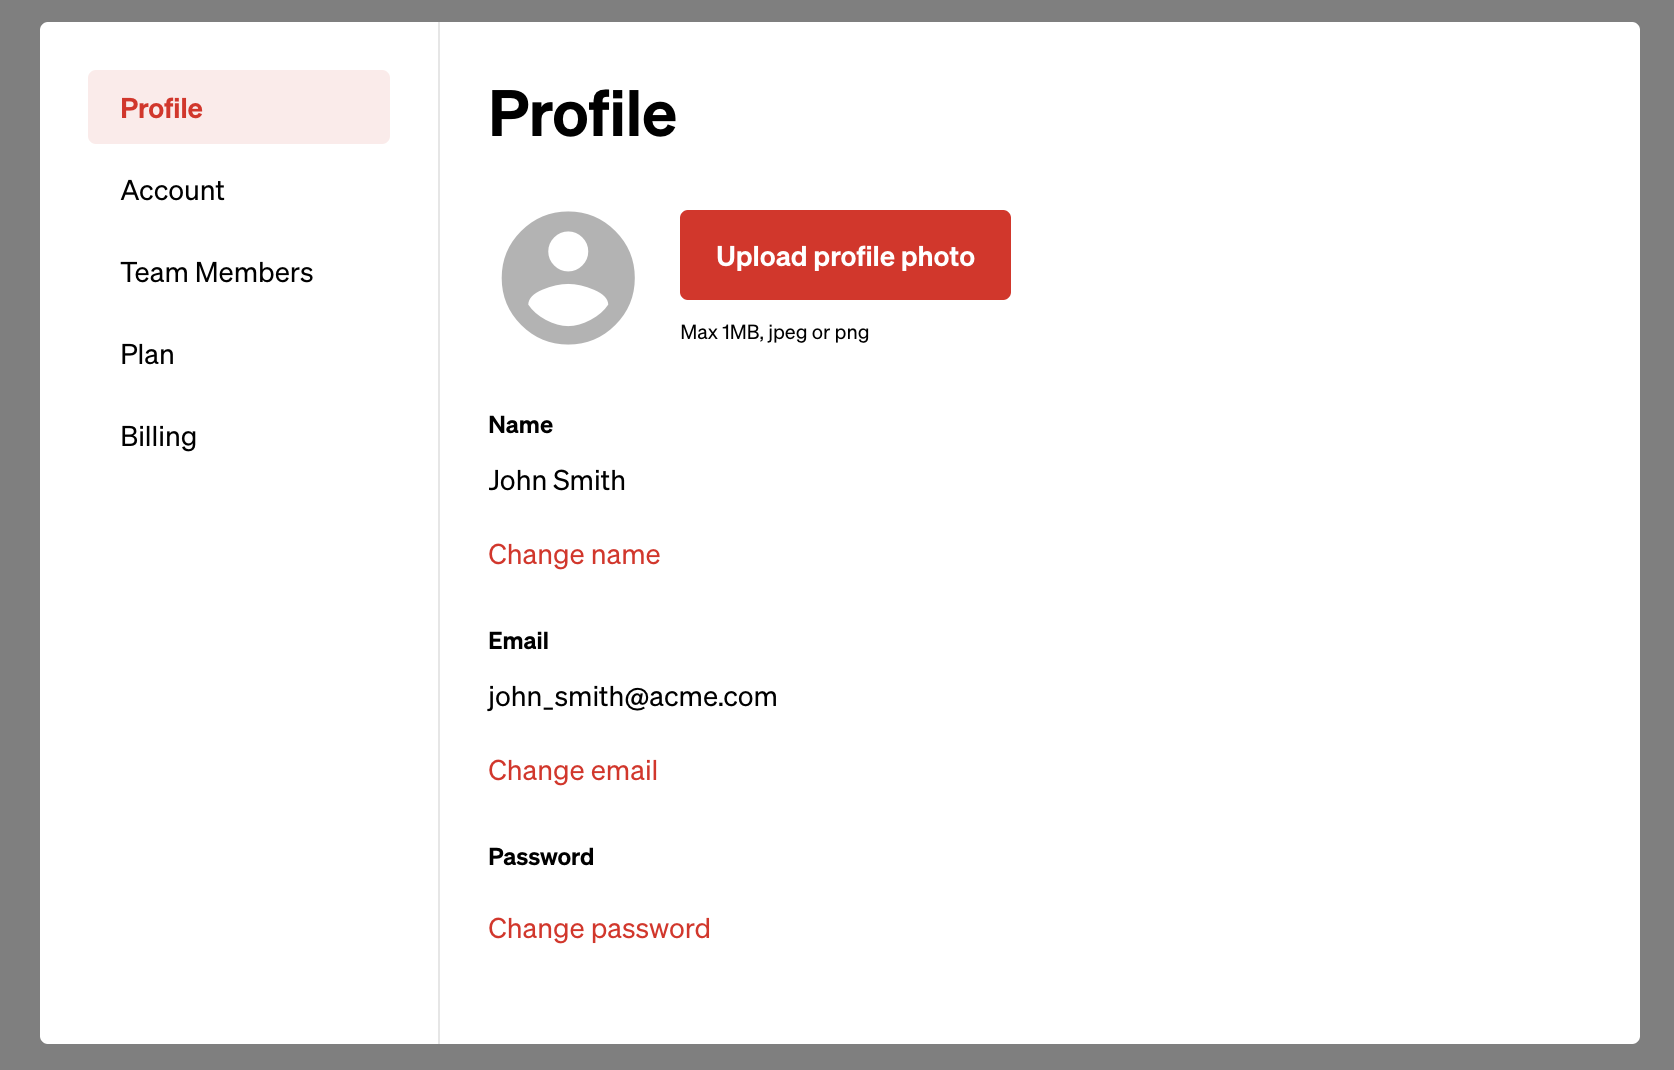 Profile
Account
Team Members
Plan
Billing
Profile
Upload profile photo
Max 1MB, jpeg or png
Name
John Smith
Change name
Email
john_smith@acme.com
Change email
Password
Change password